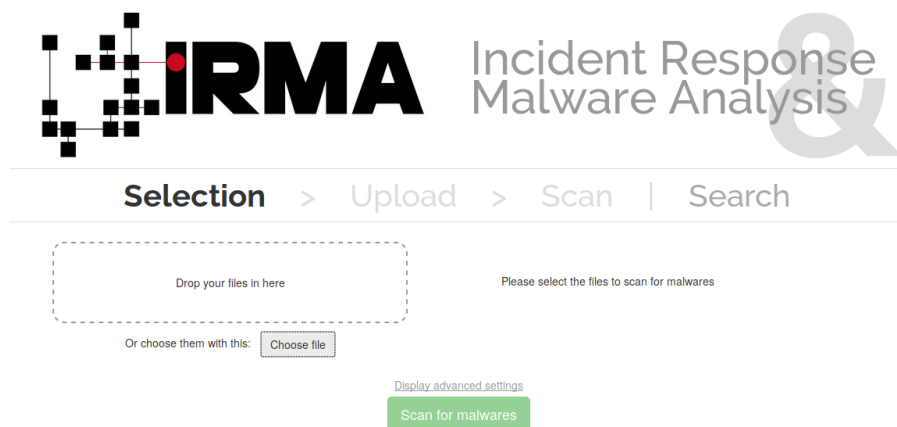 IRMA
Incident Response &
Malware Analysis
Selection > Upload > Scan | Search
Drop your files in here
Please select the files to scan for malwares
Or choose them with this: Choose file
Display advanced settings
Scan for malwares